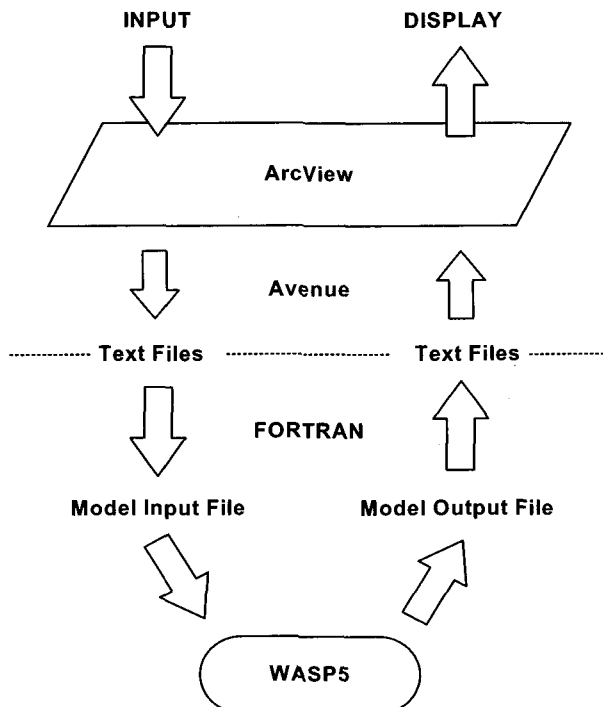 INPUT DISPLAY
ArcView
Avenue
Text Files Text Files
FORTRAN
Model Input File Model Output File
WASP5